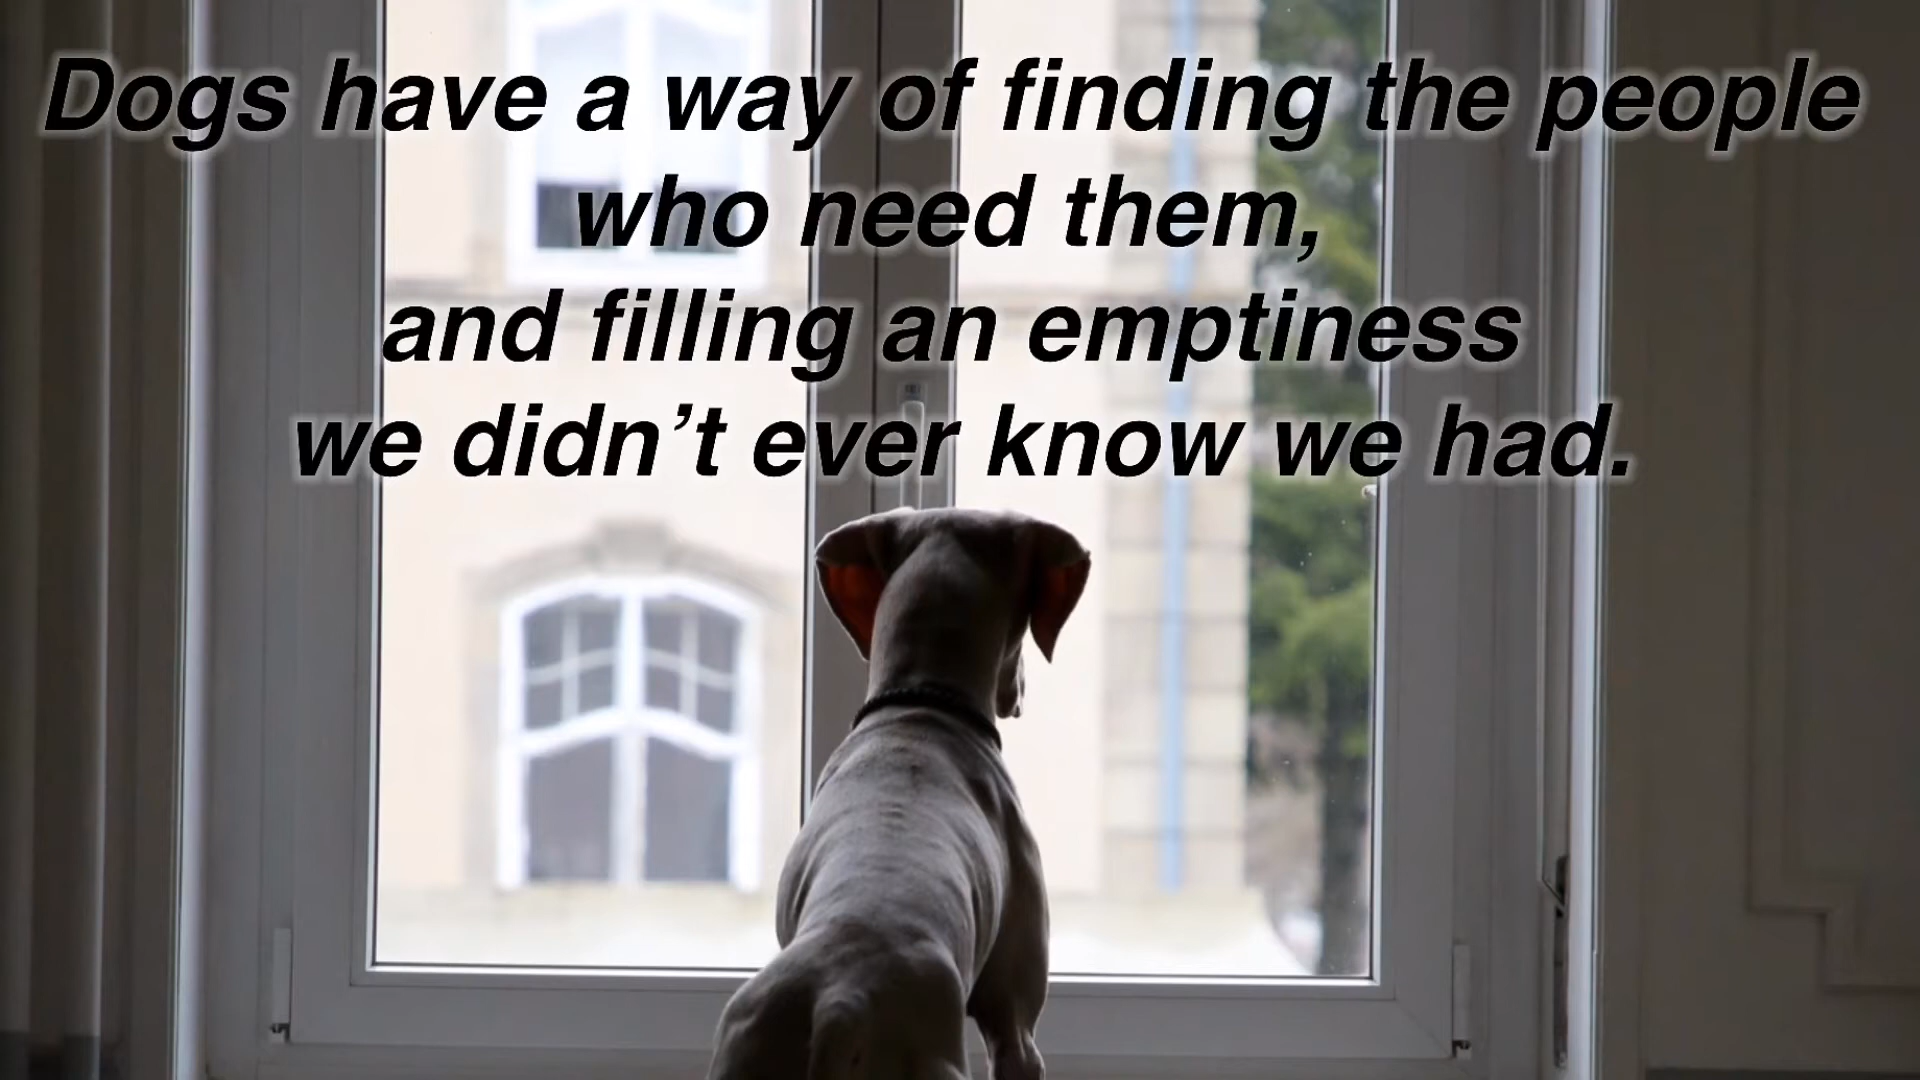 Dogs have a way of finding the people
who need them,
and filling an emptiness
we didn’t ever know we had.